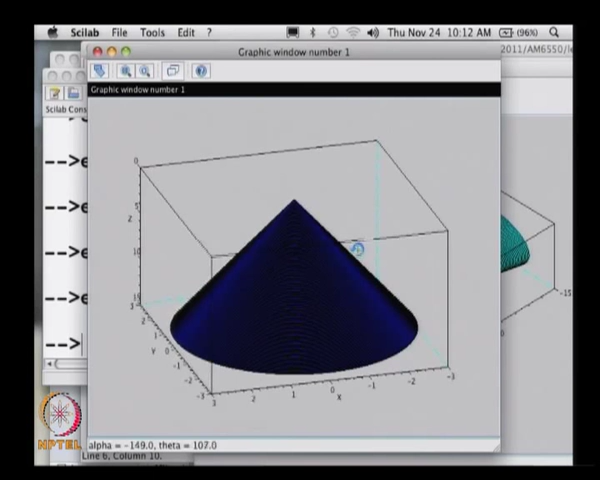 Scilab File Tools Edit ? Thu Nov 24 10:12 AM (96%)
Graphic window number 1
2011/AM6550/le
Graphic window number 1
Scilab Cons
-->e
-->e
-->e
-->e
-->
0
5
Z
10
3
2
1
Y 0
-1
-2
-3
3 2 1 0 -1 -2 -3
X
-15
0
NPTEL
alpha = -149.0, theta = 107.0
Line 6, Column 10.